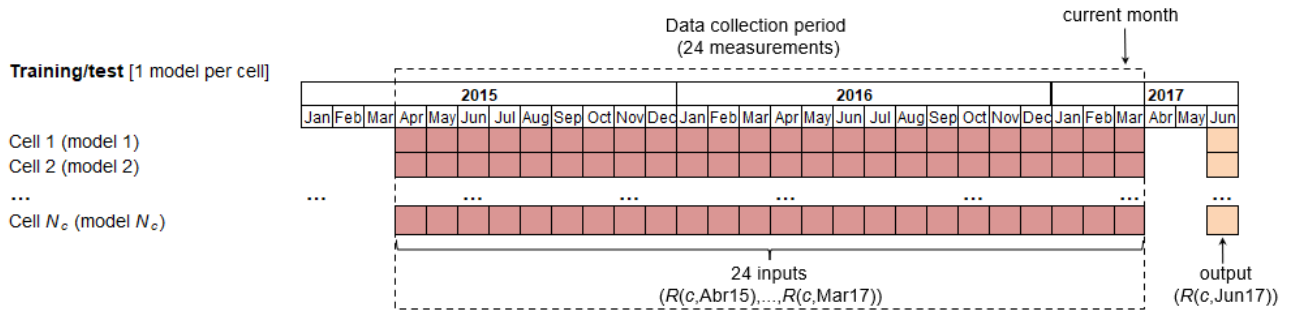 current month
Data collection period
(24 measurements)
Training/test [1 model per cell]
2015 2016 2017
Jan Feb Mar Apr May Jun Jul Aug Sep Oct Nov Dec Jan Feb Mar Apr May Jun Jul Aug Sep Oct Nov Dec Jan Feb Mar Abr May Jun
Cell 1 (model 1)
Cell 2 (model 2)
... ... ... ... ... ... ... ...
Cell N_c (model N_c)
24 inputs
(R(c,Abr15),...,R(c,Mar17))
output
(R(c,Jun17))